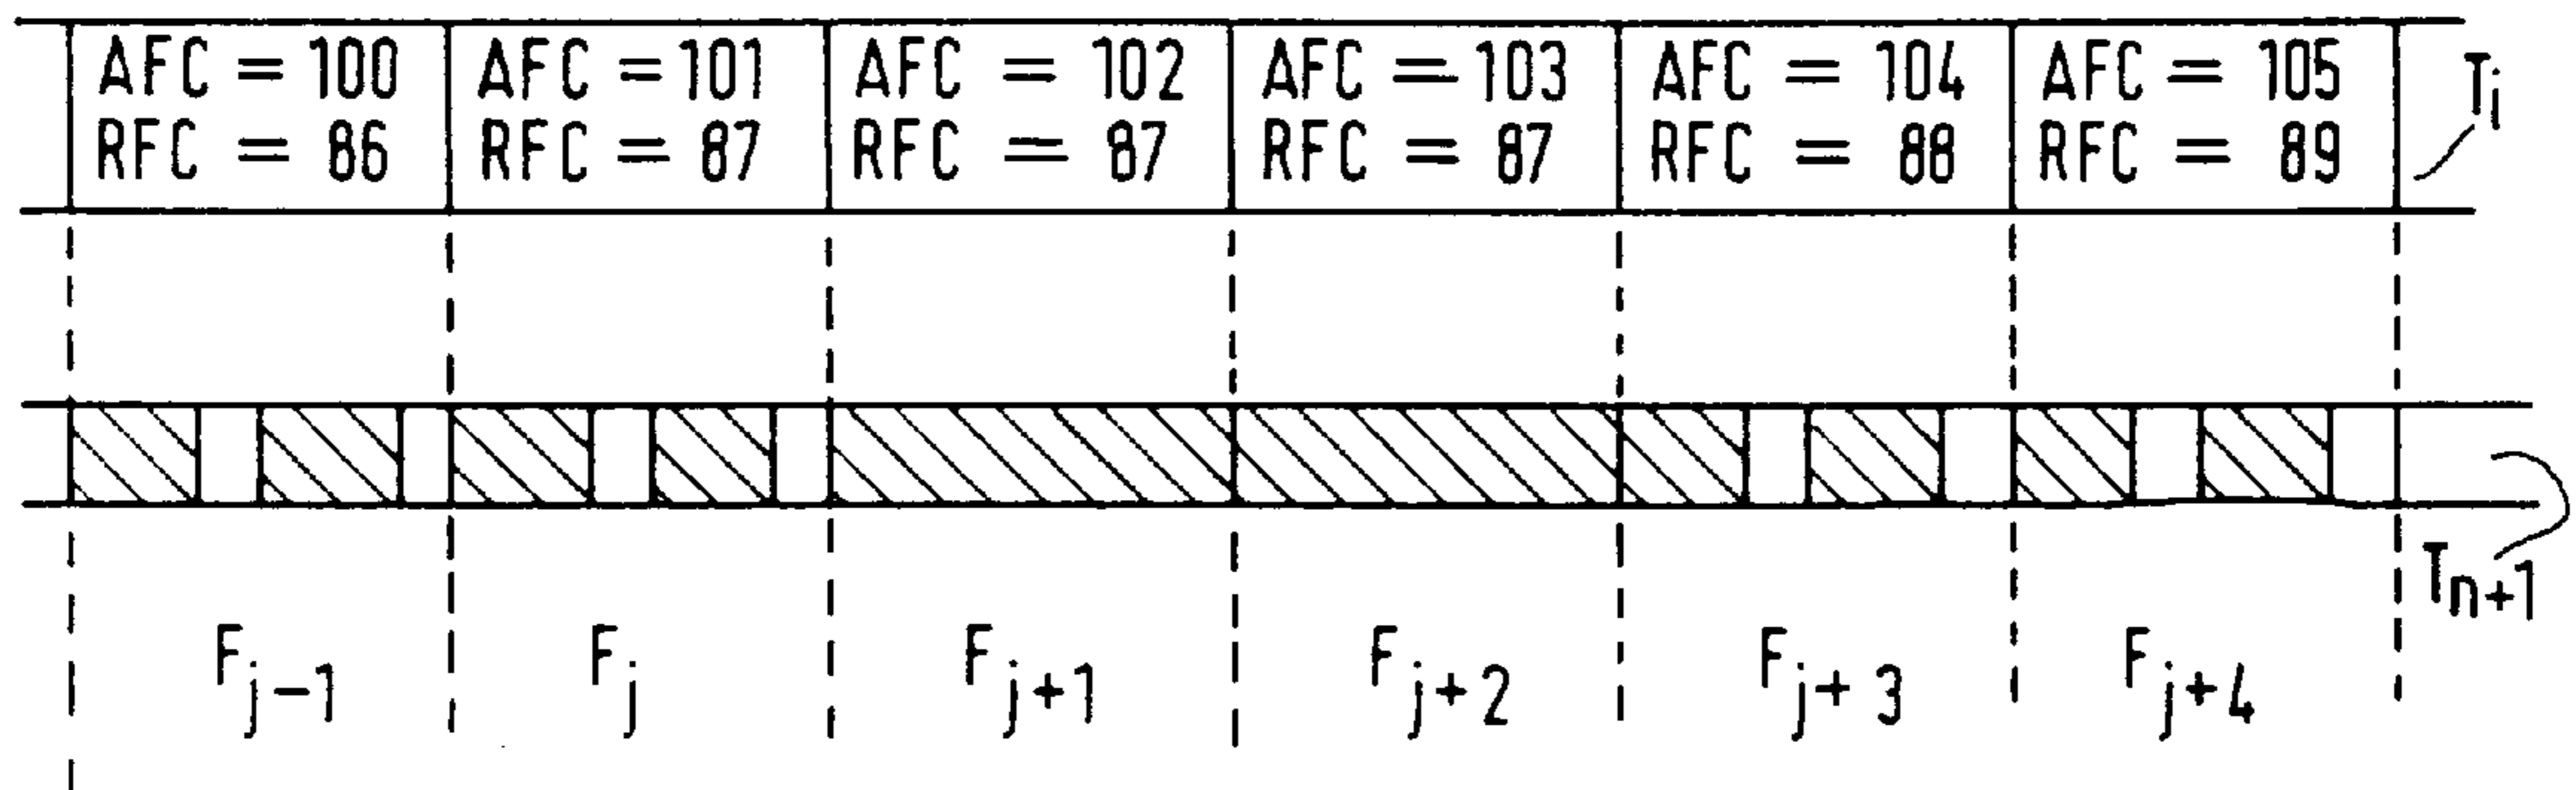 AFC = 100 AFC = 101 AFC = 102 AFC = 103 AFC = 104 AFC = 105
RFC = 86 RFC = 87 RFC = 87 RFC = 87 RFC = 88 RFC = 89
Ti
Tn+1
Fj-1 Fj Fj+1 Fj+2 Fj+3 Fj+4